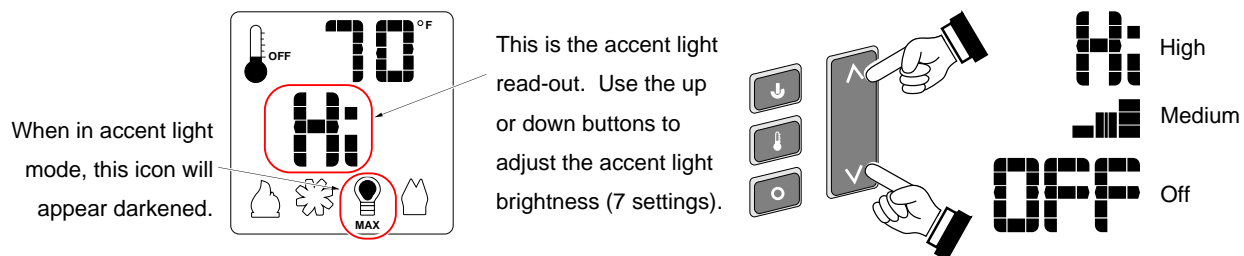 When in accent light
mode, this icon will
appear darkened.
OFF
70°F
Hi
MAX
This is the accent light
read-out. Use the up
or down buttons to
adjust the accent light
brightness (7 settings).
Hi
High
Medium
OFF
Off